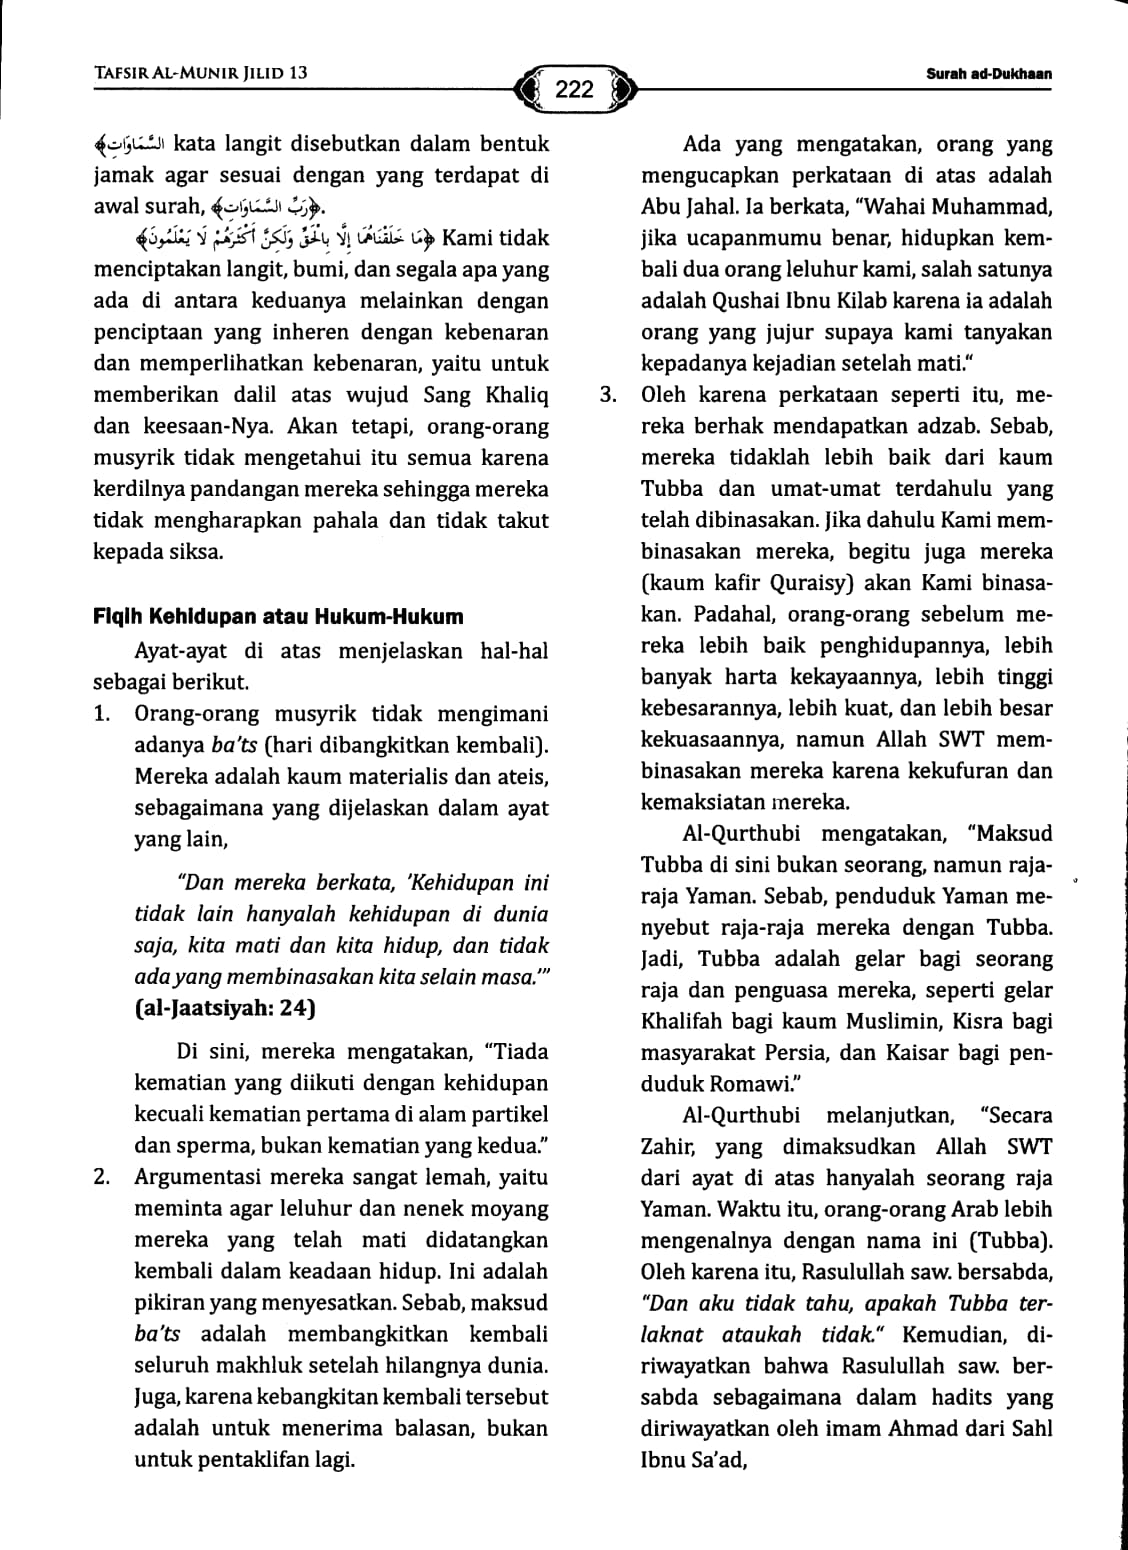 TAFSIR AL-MUNIR JILID 13
222
Surah ad-Dukhaan
﴿السَّمَاوَاتِ﴾ kata langit disebutkan dalam bentuk
jamak agar sesuai dengan yang terdapat di
awal surah, ﴿رَبِّ السَّمَاوَاتِ﴾.
﴿مَا خَلَقْنَاهُمَا إِلَّا بِالْحَقِّ وَلَكِنَّ أَكْثَرَهُمْ لَا يَعْلَمُونَ﴾ Kami tidak
menciptakan langit, bumi, dan segala apa yang
ada di antara keduanya melainkan dengan
penciptaan yang inheren dengan kebenaran
dan memperlihatkan kebenaran, yaitu untuk
memberikan dalil atas wujud Sang Khaliq
dan keesaan-Nya. Akan tetapi, orang-orang
musyrik tidak mengetahui itu semua karena
kerdilnya pandangan mereka sehingga mereka
tidak mengharapkan pahala dan tidak takut
kepada siksa.
Fiqih Kehidupan atau Hukum-Hukum
Ayat-ayat di atas menjelaskan hal-hal
sebagai berikut.
1. Orang-orang musyrik tidak mengimani
adanya ba’ts (hari dibangkitkan kembali).
Mereka adalah kaum materialis dan ateis,
sebagaimana yang dijelaskan dalam ayat
yang lain,
“Dan mereka berkata, ’Kehidupan ini
tidak lain hanyalah kehidupan di dunia
saja, kita mati dan kita hidup, dan tidak
ada yang membinasakan kita selain masa.’”
(al-Jaatsiyah: 24)
Di sini, mereka mengatakan, “Tiada
kematian yang diikuti dengan kehidupan
kecuali kematian pertama di alam partikel
dan sperma, bukan kematian yang kedua.”
2. Argumentasi mereka sangat lemah, yaitu
meminta agar leluhur dan nenek moyang
mereka yang telah mati didatangkan
kembali dalam keadaan hidup. Ini adalah
pikiran yang menyesatkan. Sebab, maksud
ba’ts adalah membangkitkan kembali
seluruh makhluk setelah hilangnya dunia.
Juga, karena kebangkitan kembali tersebut
adalah untuk menerima balasan, bukan
untuk pentaklifan lagi.
Ada yang mengatakan, orang yang
mengucapkan perkataan di atas adalah
Abu Jahal. Ia berkata, “Wahai Muhammad,
jika ucapanmumu benar, hidupkan kem-
bali dua orang leluhur kami, salah satunya
adalah Qushai Ibnu Kilab karena ia adalah
orang yang jujur supaya kami tanyakan
kepadanya kejadian setelah mati.“
3. Oleh karena perkataan seperti itu, me-
reka berhak mendapatkan adzab. Sebab,
mereka tidaklah lebih baik dari kaum
Tubba dan umat-umat terdahulu yang
telah dibinasakan. Jika dahulu Kami mem-
binasakan mereka, begitu juga mereka
(kaum kafir Quraisy) akan Kami binasa-
kan. Padahal, orang-orang sebelum me-
reka lebih baik penghidupannya, lebih
banyak harta kekayaannya, lebih tinggi
kebesarannya, lebih kuat, dan lebih besar
kekuasaannya, namun Allah SWT mem-
binasakan mereka karena kekufuran dan
kemaksiatan mereka.
Al-Qurthubi mengatakan, “Maksud
Tubba di sini bukan seorang, namun raja-
raja Yaman. Sebab, penduduk Yaman me-
nyebut raja-raja mereka dengan Tubba.
Jadi, Tubba adalah gelar bagi seorang
raja dan penguasa mereka, seperti gelar
Khalifah bagi kaum Muslimin, Kisra bagi
masyarakat Persia, dan Kaisar bagi pen-
duduk Romawi.”
Al-Qurthubi melanjutkan, “Secara
Zahir, yang dimaksudkan Allah SWT
dari ayat di atas hanyalah seorang raja
Yaman. Waktu itu, orang-orang Arab lebih
mengenalnya dengan nama ini (Tubba).
Oleh karena itu, Rasulullah saw. bersabda,
“Dan aku tidak tahu, apakah Tubba ter-
laknat ataukah tidak.“ Kemudian, di-
riwayatkan bahwa Rasulullah saw. ber-
sabda sebagaimana dalam hadits yang
diriwayatkan oleh imam Ahmad dari Sahl
Ibnu Sa’ad,